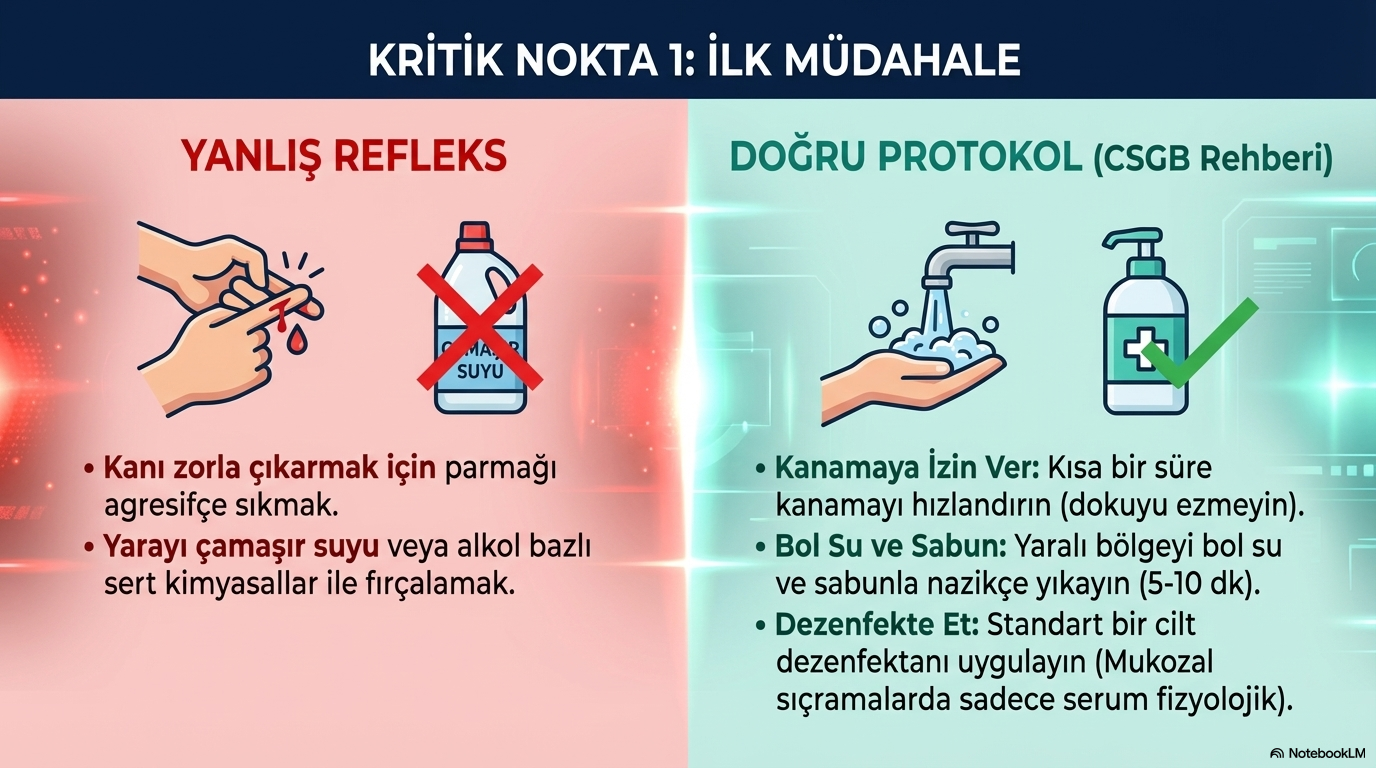 KRİTİK NOKTA 1: İLK MÜDAHALE
YANLIŞ REFLEKS
SUYU
• Kanı zorla çıkarmak için parmağı
agresifçe sıkmak.
• Yarayı çamaşır suyu veya alkol bazlı
sert kimyasallar ile fırçalamak.
DOĞRU PROTOKOL (CSGB Rehberi)
• Kanamaya İzin Ver: Kısa bir süre
kanamayı hızlandırın (dokuyu ezmeyin).
• Bol Su ve Sabun: Yaralı bölgeyi bol su
ve sabunla nazikçe yıkayın (5-10 dk).
• Dezenfekte Et: Standart bir cilt
dezenfektanı uygulayın (Mukozal
sıçramalarda sadece serum fizyolojik).
NotebookLM